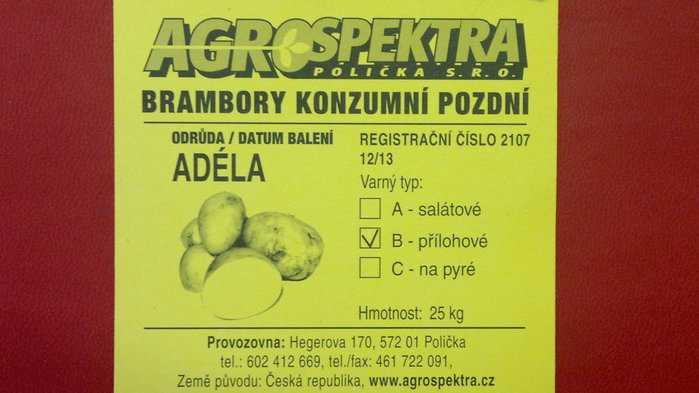 AGROSPEKTRA
POLIČKA S.R.O.
BRAMBORY KONZUMNÍ POZDNÍ
ODRŮDA / DATUM BALENÍ
ADÉLA
REGISTRAČNÍ ČÍSLO 2107
12/13
Varný typ:
A - salátové
B - přílohové
C - na pyré
Hmotnost: 25 kg
Provozovna: Hegerova 170, 572 01 Polička
tel.: 602 412 669, tel./fax: 461 722 091,
Země původu: Česká republika, www.agrospektra.cz